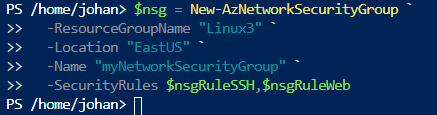 PS /home/johan> $nsg = New-AzNetworkSecurityGroup `
>>   -ResourceGroupName "Linux3" `
>>   -Location "EastUS" `
>>   -Name "myNetworkSecurityGroup" `
>>   -SecurityRules $nsgRuleSSH,$nsgRuleWeb
PS /home/johan>